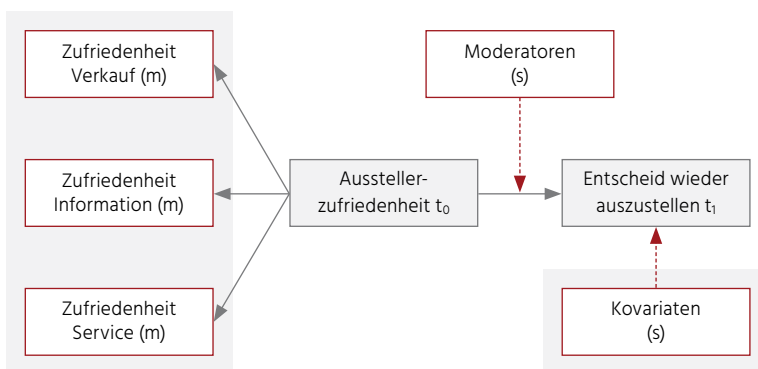 Zufriedenheit
Verkauf (m)
Zufriedenheit
Information (m)
Zufriedenheit
Service (m)
Aussteller-
zufriedenheit t₀
Moderatoren
(s)
Entscheid wieder
auszustellen t₁
Kovariaten
(s)